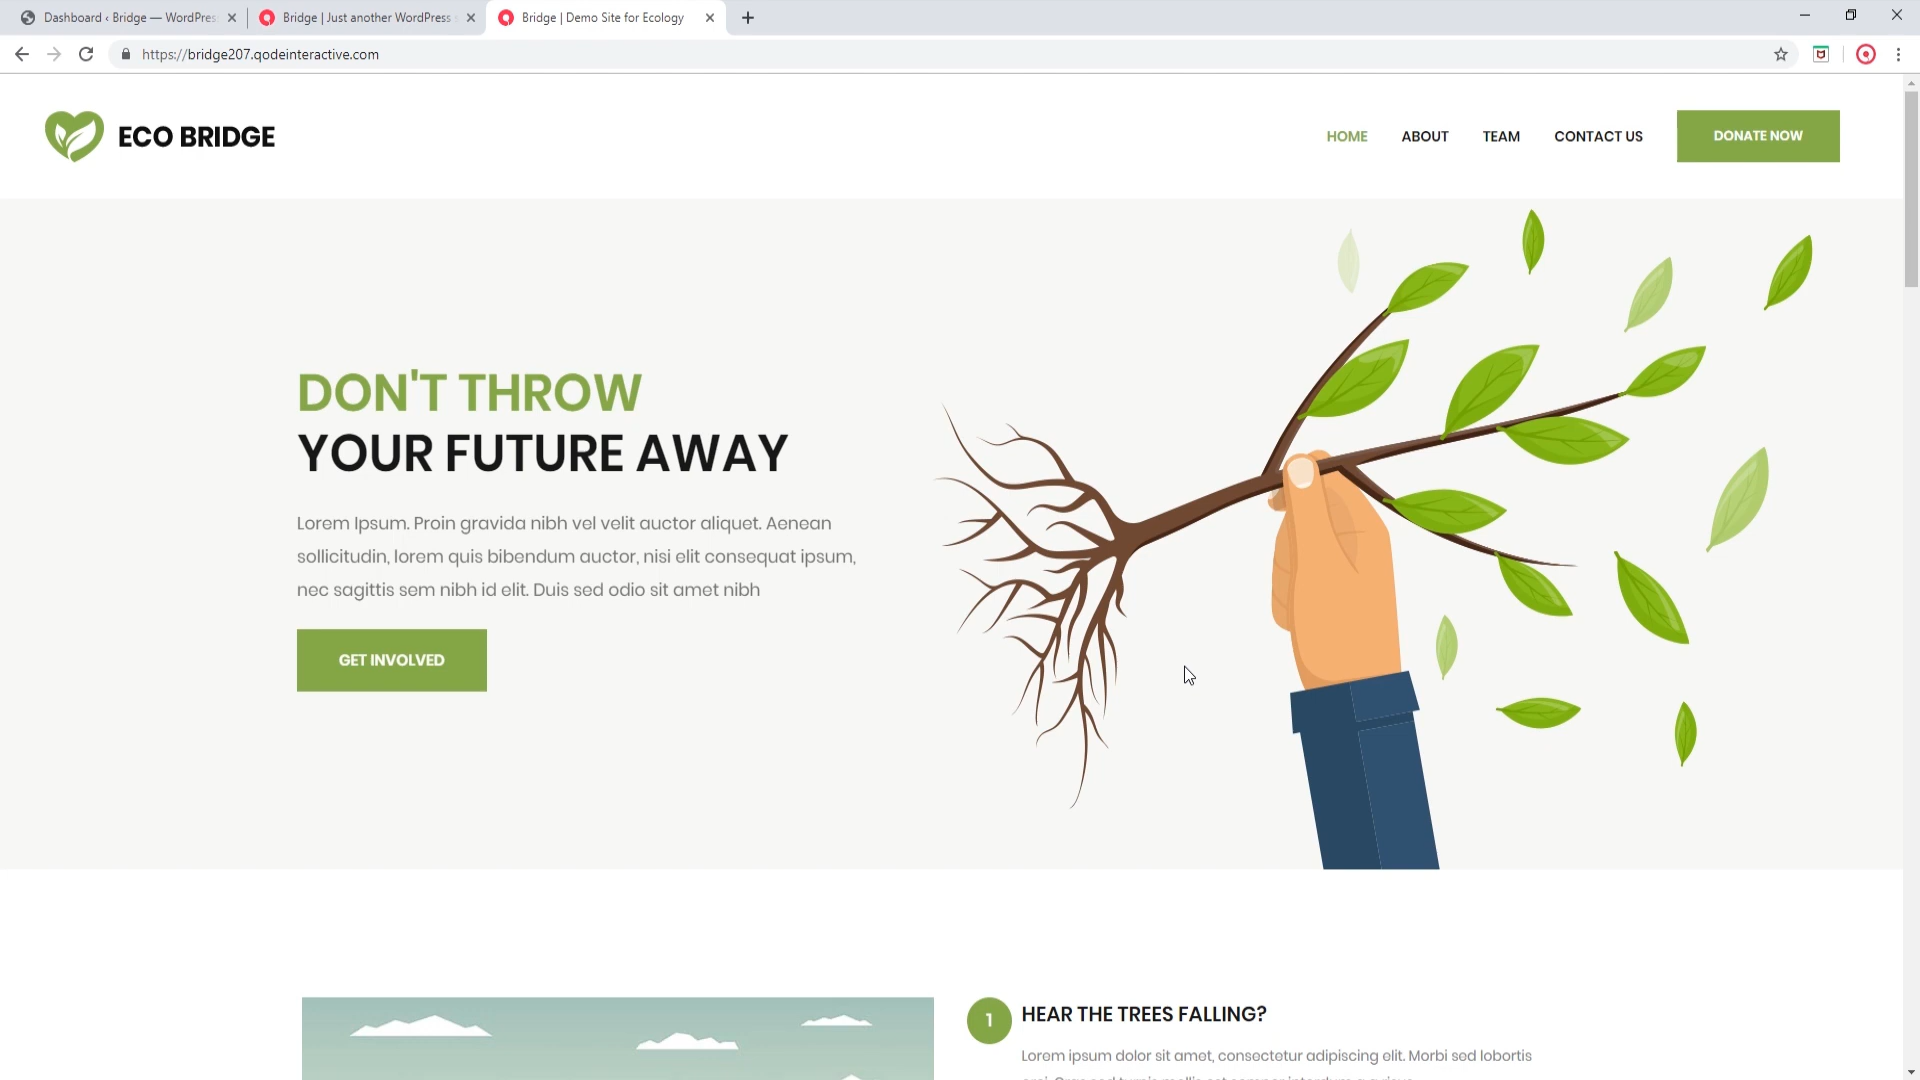 Dashboard ‹ Bridge — WordPres
Bridge | Just another WordPress
Bridge | Demo Site for Ecology
https://bridge207.qodeinteractive.com
ECO BRIDGE
HOME ABOUT TEAM CONTACT US DONATE NOW
DON'T THROW
YOUR FUTURE AWAY
Lorem Ipsum. Proin gravida nibh vel velit auctor aliquet. Aenean
sollicitudin, lorem quis bibendum auctor, nisi elit consequat ipsum,
nec sagittis sem nibh id elit. Duis sed odio sit amet nibh
GET INVOLVED
1 HEAR THE TREES FALLING?
Lorem ipsum dolor sit amet, consectetur adipiscing elit. Morbi sed lobortis